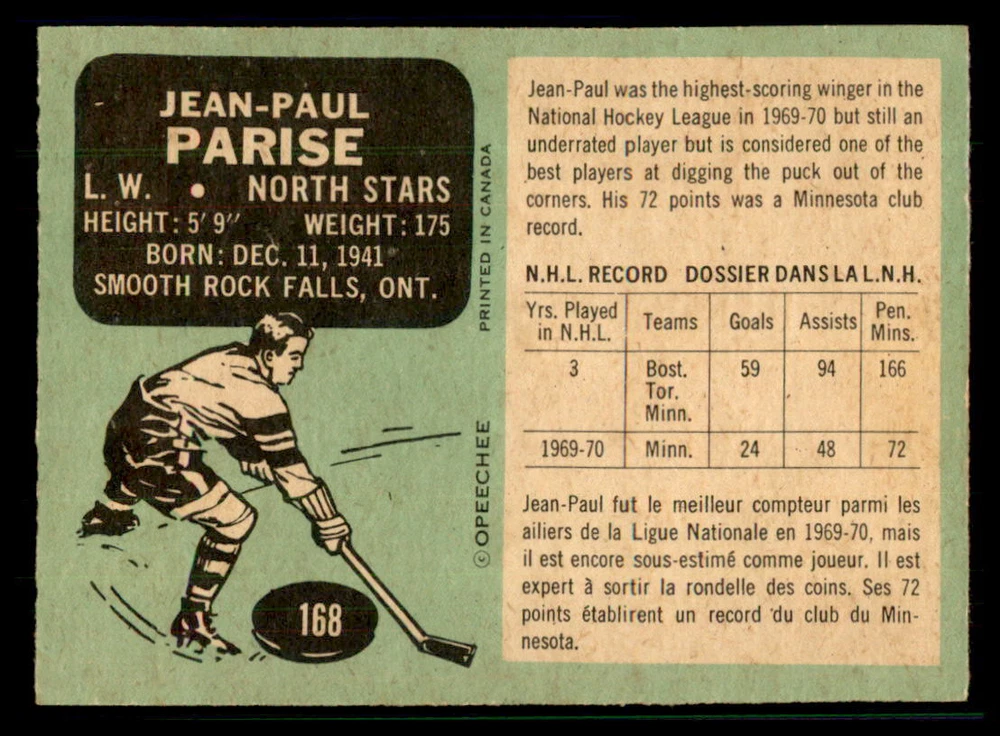 JEAN-PAUL
PARISE
L. W. • NORTH STARS
HEIGHT: 5' 9" WEIGHT: 175
BORN: DEC. 11, 1941
SMOOTH ROCK FALLS, ONT.
PRINTED IN CANADA
©OPEECHEE
168
Jean-Paul was the highest-scoring winger in the
National Hockey League in 1969-70 but still an
underrated player but is considered one of the
best players at digging the puck out of the
corners. His 72 points was a Minnesota club
record.
N.H.L. RECORD DOSSIER DANS LA L.N.H.
Yrs. Played
in N.H.L. Teams Goals Assists Pen.
Mins.
3 Bost. 59 94 166
Tor.
Minn.
1969-70 Minn. 24 48 72
Jean-Paul fut le meilleur compteur parmi les
ailiers de la Ligue Nationale en 1969-70, mais
il est encore sous-estimé comme joueur. Il est
expert à sortir la rondelle des coins. Ses 72
points établirent un record du club du Min-
nesota.